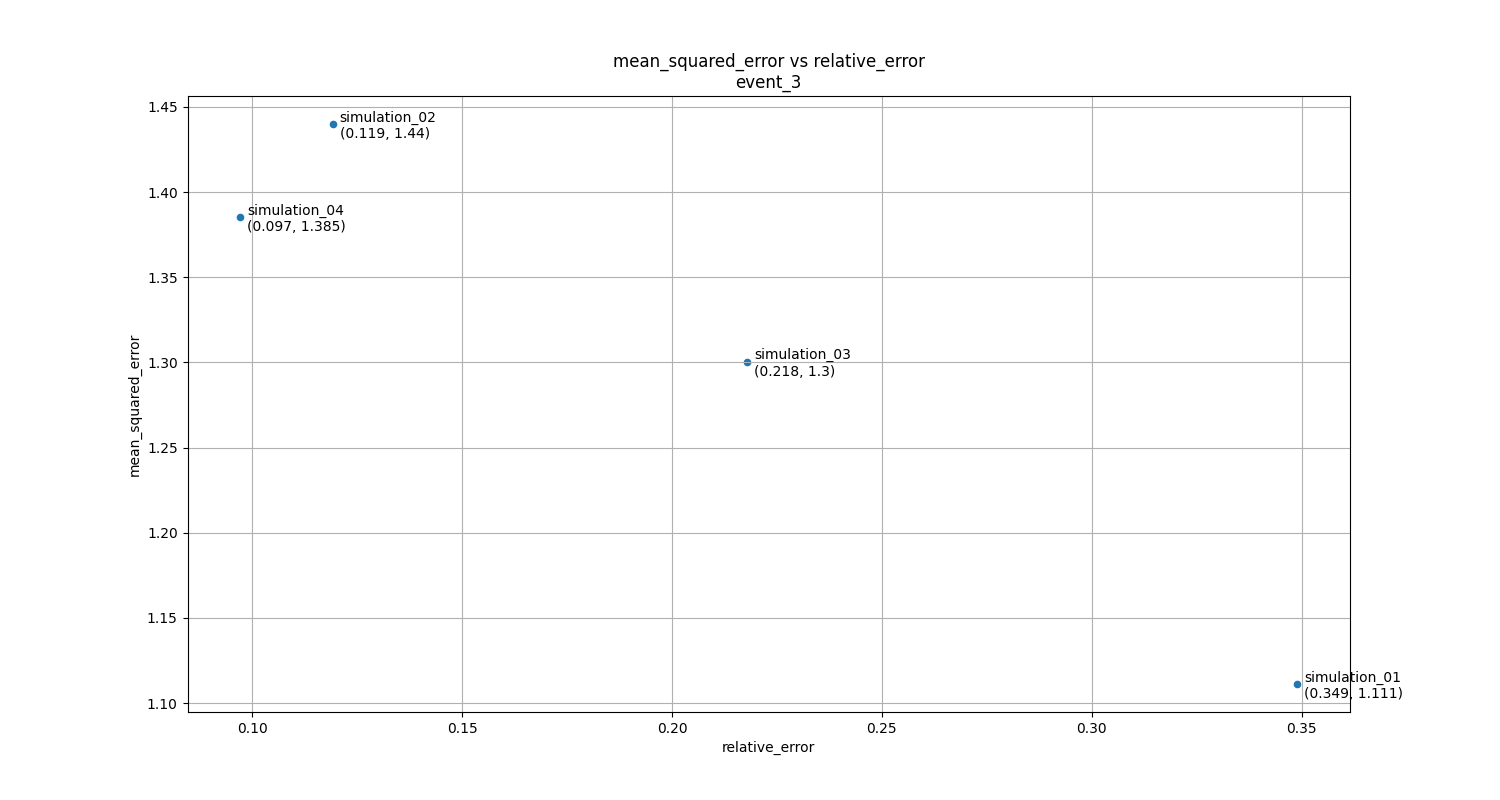 mean_squared_error vs relative_error
event_3
1.45
simulation_02
(0.119, 1.44)
1.40
simulation_04
(0.097, 1.385)
1.35
simulation_03
1.30
(0.218, 1.3)
mean_squared_error
1.25
1.20
1.15
simulation_01
(0.349, 1.111)
1.10
0.10 0.15 0.20 0.25 0.30 0.35
relative_error